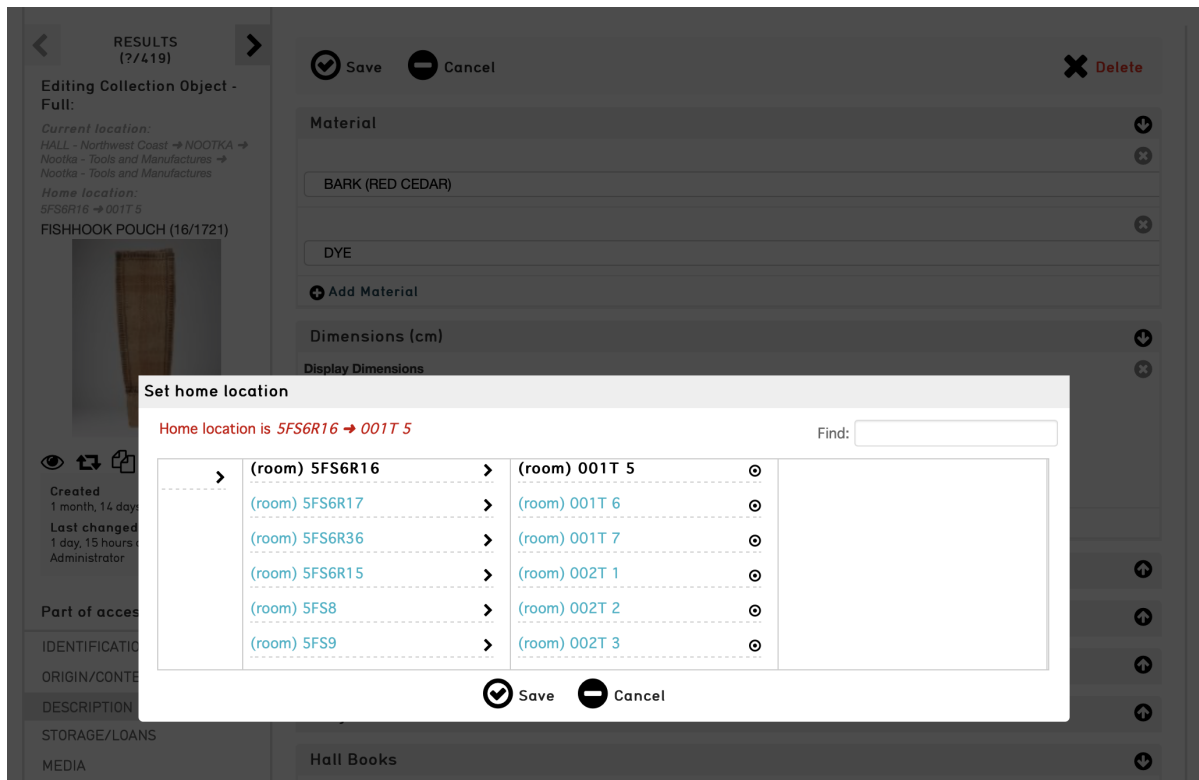 RESULTS
(?/419)
Editing Collection Object -
Full:
Current location:
HALL - Northwest Coast ➔ NOOTKA ➔
Nootka - Tools and Manufactures ➔
Nootka - Tools and Manufactures
Home location:
5FS6R16 ➔ 001T 5
FISHHOOK POUCH (16/1721)
Created
1 month, 14 days
Last changed
1 day, 15 hours
Administrator
Part of acces
IDENTIFICATIO
ORIGIN/CONTE
DESCRIPTION
STORAGE/LOANS
MEDIA
Save Cancel Delete
Material
BARK (RED CEDAR)
DYE
Add Material
Dimensions (cm)
Display Dimensions
Set home location
Home location is 5FS6R16 ➔ 001T 5
Find:
(room) 5FS6R16
(room) 5FS6R17
(room) 5FS6R36
(room) 5FS6R15
(room) 5FS8
(room) 5FS9
(room) 001T 5
(room) 001T 6
(room) 001T 7
(room) 002T 1
(room) 002T 2
(room) 002T 3
Save Cancel
Hall Books